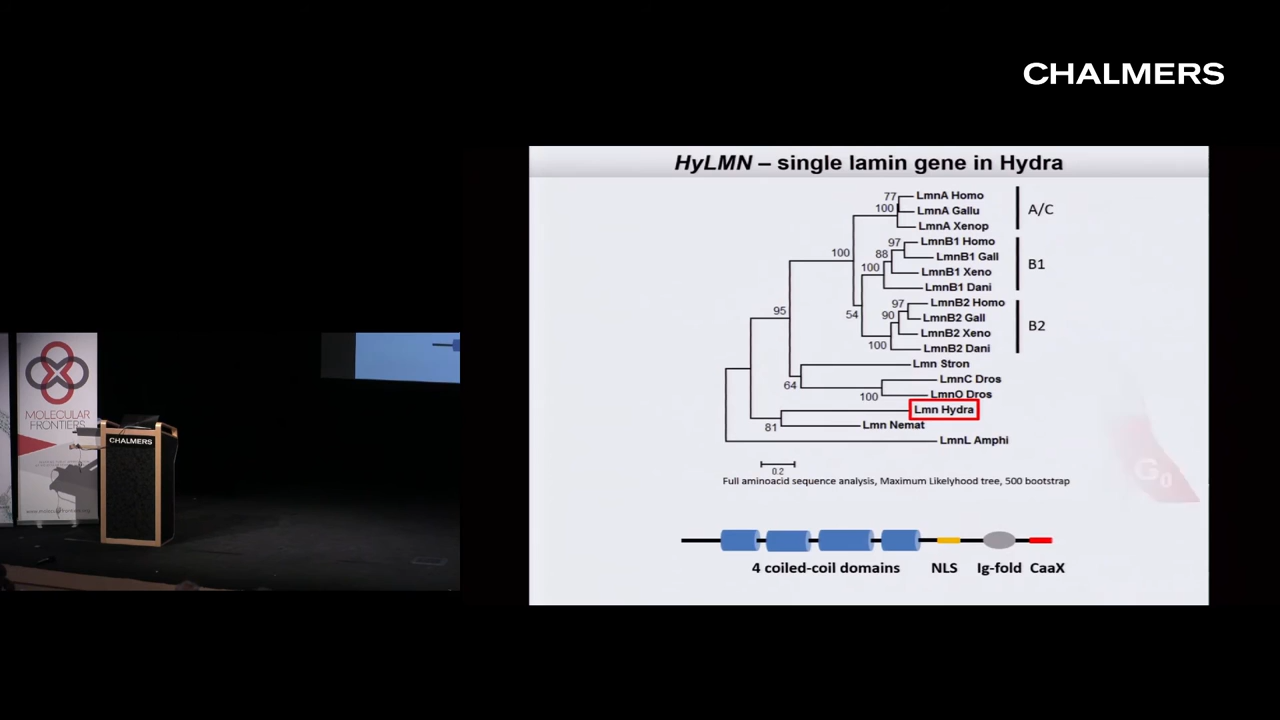 CHALMERS
HyLMN – single lamin gene in Hydra
77
LmnA Homo
100
LmnA Gallu
A/C
LmnA Xenop
97
LmnB1 Homo
100
88
LmnB1 Gall
B1
100
LmnB1 Xeno
LmnB1 Dani
97
LmnB2 Homo
95
54
90
LmnB2 Gall
B2
LmnB2 Xeno
100
LmnB2 Dani
Lmn Stron
64
LmnC Dros
100
LmnO Dros
Lmn Hydra
81
Lmn Nemat
LmnL Amphi
0.2
Full aminoacid sequence analysis, Maximum Likelyhood tree, 500 bootstrap
G0
4 coiled-coil domains
NLS
Ig-fold
CaaX
MOLECULAR
FRONTIERS
CHALMERS